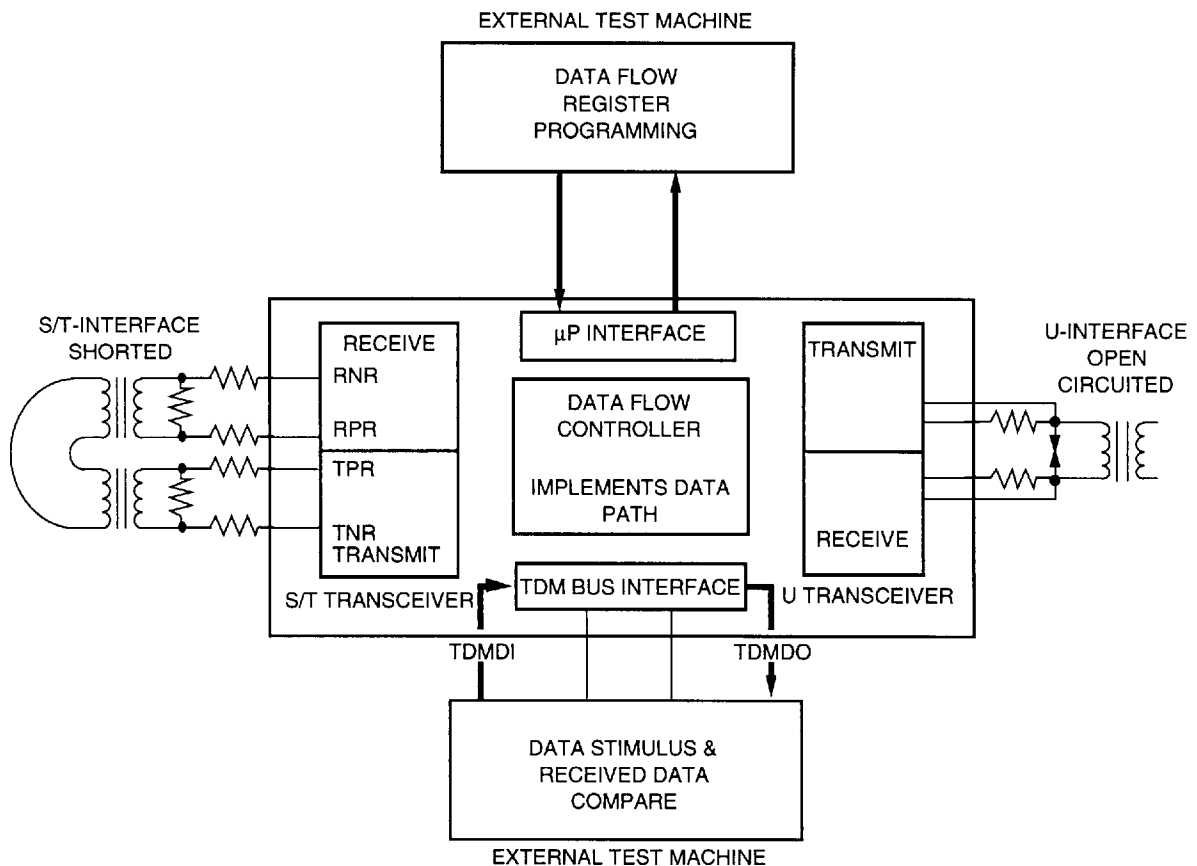 EXTERNAL TEST MACHINE
DATA FLOW
REGISTER
PROGRAMMING
S/T-INTERFACE
SHORTED
RECEIVE
RNR
RPR
TPR
TNR
TRANSMIT
S/T TRANSCEIVER
µP INTERFACE
DATA FLOW
CONTROLLER
IMPLEMENTS DATA
PATH
TDM BUS INTERFACE
TRANSMIT
RECEIVE
U TRANSCEIVER
U-INTERFACE
OPEN
CIRCUITED
TDMDI
TDMDO
DATA STIMULUS &
RECEIVED DATA
COMPARE
EXTERNAL TEST MACHINE